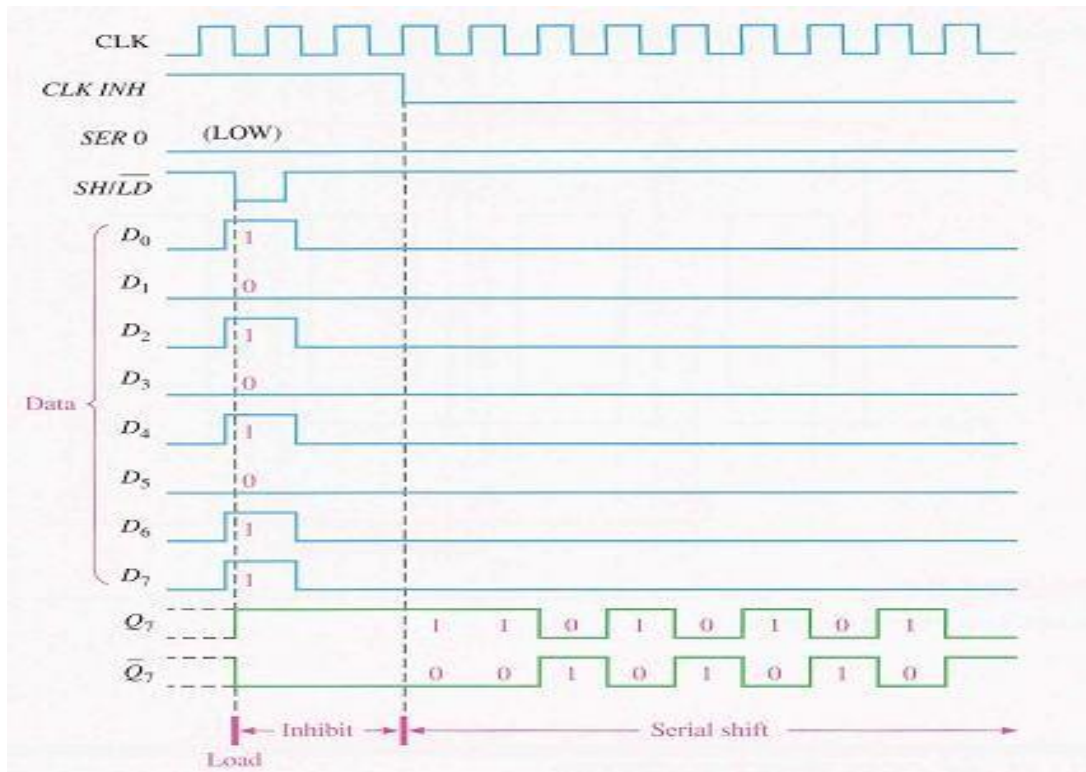 CLK
CLK INH
SER 0 (LOW)
SH/L̅D̅
D₀ 1
D₁ 0
D₂ 1
D₃ 0
Data
D₄ 1
D₅ 0
D₆ 1
D₇ 1
Q₇ 1 1 0 1 0 1 0 1
Q̅₇ 0 0 1 0 1 0 1 0
Inhibit Serial shift
Load